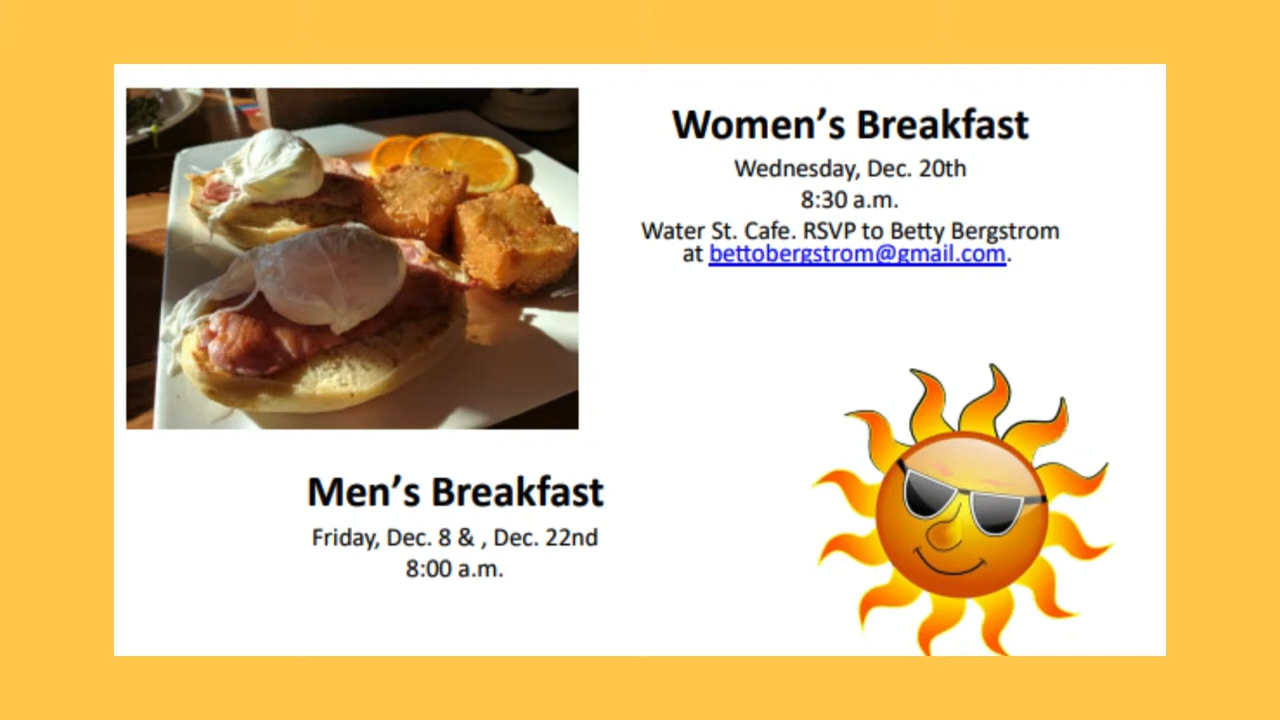 Women’s Breakfast
Wednesday, Dec. 20th
8:30 a.m.
Water St. Cafe. RSVP to Betty Bergstrom
at bettobergstrom@gmail.com.
Men’s Breakfast
Friday, Dec. 8 & , Dec. 22nd
8:00 a.m.